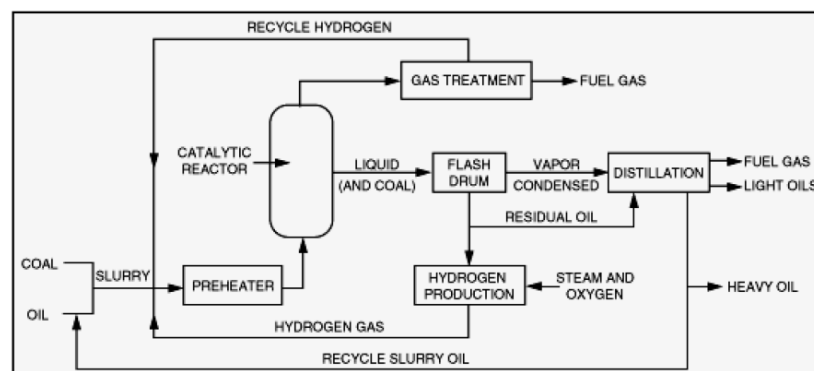 RECYCLE HYDROGEN
GAS TREATMENT
FUEL GAS
CATALYTIC
REACTOR
LIQUID
(AND COAL)
FLASH
DRUM
VAPOR
CONDENSED
DISTILLATION
FUEL GAS
LIGHT OILS
RESIDUAL OIL
COAL
SLURRY
PREHEATER
HYDROGEN
PRODUCTION
STEAM AND
OXYGEN
HEAVY OIL
OIL
HYDROGEN GAS
RECYCLE SLURRY OIL